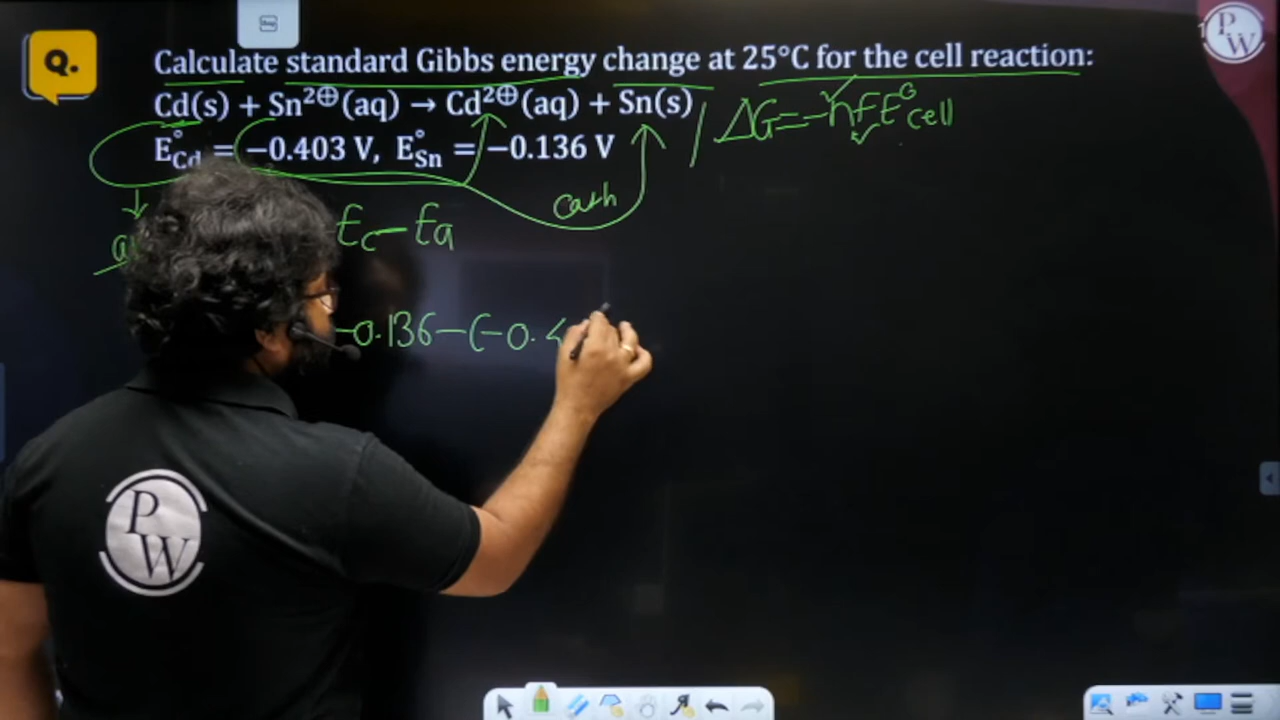 Q.
Calculate standard Gibbs energy change at 25°C for the cell reaction:
Cd(s) + Sn²⊕(aq) → Cd²⊕(aq) + Sn(s)
ΔG = -nFE°cell
E°Cd = −0.403 V, E°Sn = −0.136 V
cath
a
Ec - Ea
-0.136-(-0.4
PW
PW